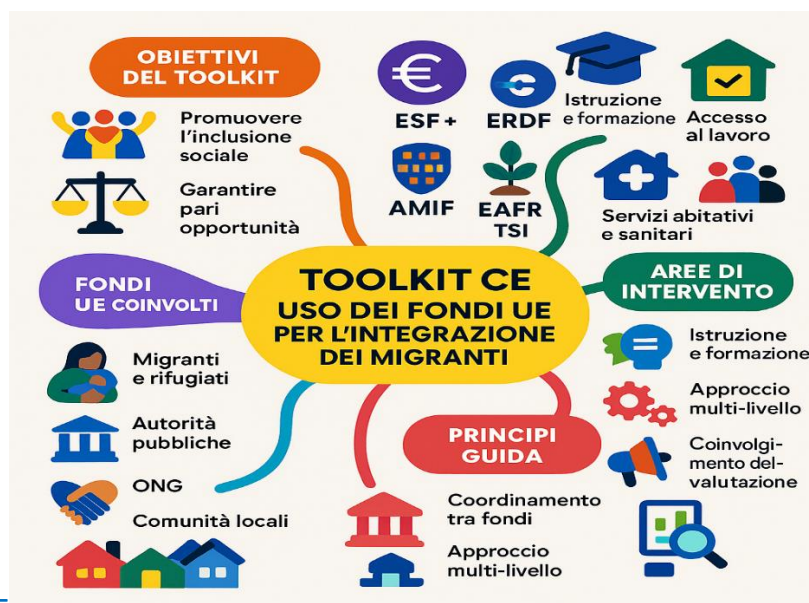 OBIETTIVI
DEL TOOLKIT
Promuovere
l'inclusione
sociale
Garantire
pari
opportunità
ESF+
ERDF
AMIF
EAFR
TSI
Istruzione
e formazione
Accesso
al lavoro
Servizi abitativi
e sanitari
FONDI
UE COINVOLTI
TOOLKIT CE
USO DEI FONDI UE
PER L'INTEGRAZIONE
DEI MIGRANTI
AREE DI
INTERVENTO
Migranti
e rifugiati
Autorità
pubbliche
ONG
Comunità locali
PRINCIPI
GUIDA
Coordinamento
tra fondi
Approccio
multi-livello
Istruzione
e formazione
Approccio
multi-livello
Coinvolgi-
mento del-
valutazione